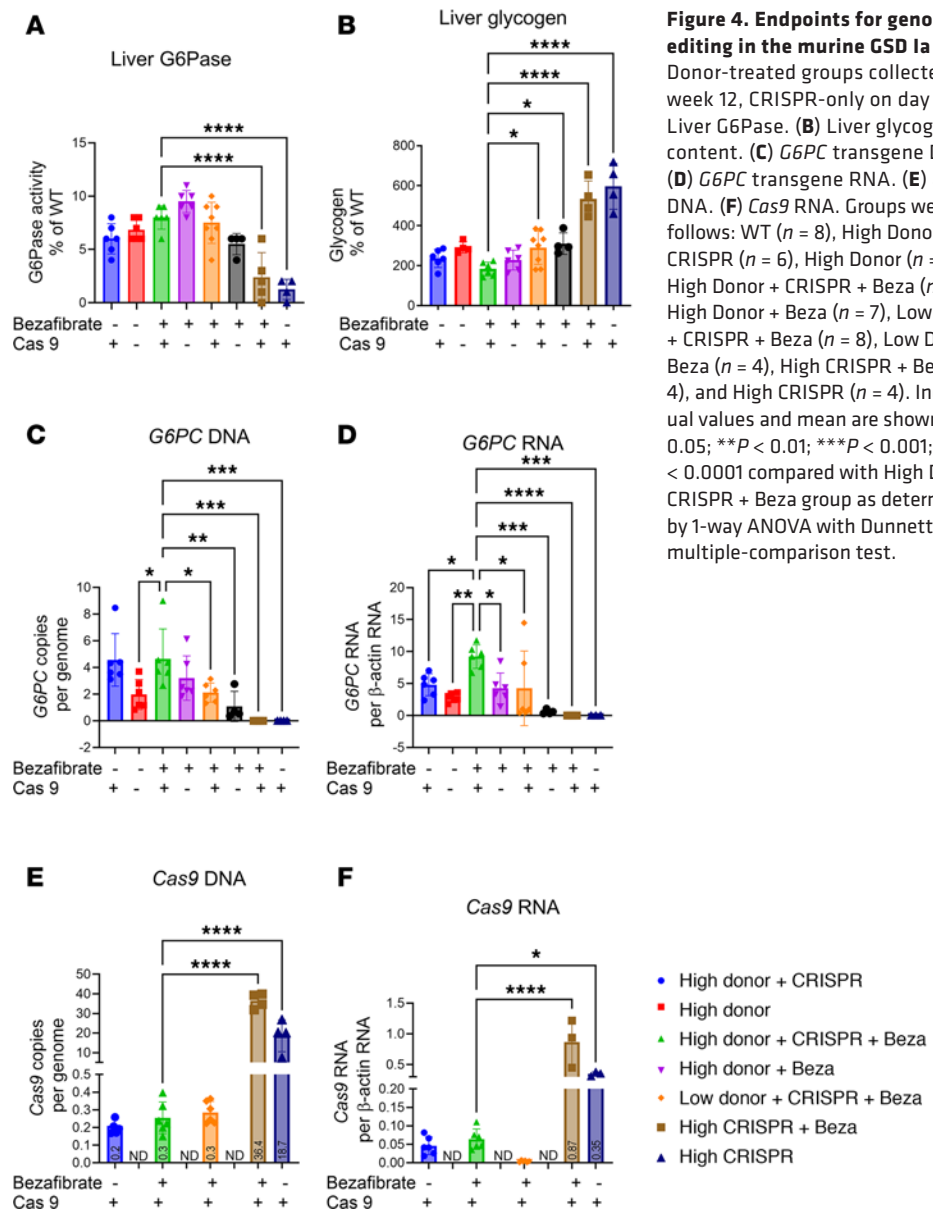 A
Liver G6Pase
G6Pase activity
% of WT
15
10
5
0
****
****
Bezafibrate - - + + + + + -
Cas 9 + - + - + - + +
B
Liver glycogen
Glycogen
% of WT
800
600
400
200
0
****
****
*
*
Bezafibrate - - + + + + + -
Cas 9 + - + - + - + +
Figure 4. Endpoints for geno
editing in the murine GSD Ia
Donor-treated groups collecte
week 12, CRISPR-only on day
Liver G6Pase. (B) Liver glycog
content. (C) G6PC transgene D
(D) G6PC transgene RNA. (E)
DNA. (F) Cas9 RNA. Groups we
follows: WT (n = 8), High Dono
CRISPR (n = 6), High Donor (n =
High Donor + CRISPR + Beza (n
High Donor + Beza (n = 7), Low
+ CRISPR + Beza (n = 8), Low D
Beza (n = 4), High CRISPR + Be
4), and High CRISPR (n = 4). In
ual values and mean are shown
0.05; **P < 0.01; ***P < 0.001;
< 0.0001 compared with High D
CRISPR + Beza group as determ
by 1-way ANOVA with Dunnett
multiple-comparison test.
C
G6PC DNA
G6PC copies
per genome
10
8
6
4
2
0
-2
***
***
**
*
*
Bezafibrate - - + + + + + -
Cas 9 + - + - + - + +
D
G6PC RNA
G6PC RNA
per β-actin RNA
20
15
10
5
0
-5
***
****
***
*
*
**
*
Bezafibrate - - + + + + + -
Cas 9 + - + - + - + +
E
Cas9 DNA
Cas9 copies
per genome
50
40
30
20
10
0.5
0.4
0.3
0.2
0.1
0.0
****
****
0.2 ND 0.3 ND 0.3 ND 36.4 18.7
Bezafibrate + + +
Cas 9 + + + + +
F
Cas9 RNA
Cas9 RNA
per β-actin RNA
1.5
1.0
0.5
0.20
0.15
0.10
0.05
0.00
*
****
ND ND ND 0.87 0.35
Bezafibrate + + + -
Cas 9 + + + + +
High donor + CRISPR
High donor
High donor + CRISPR + Beza
High donor + Beza
Low donor + CRISPR + Beza
High CRISPR + Beza
High CRISPR